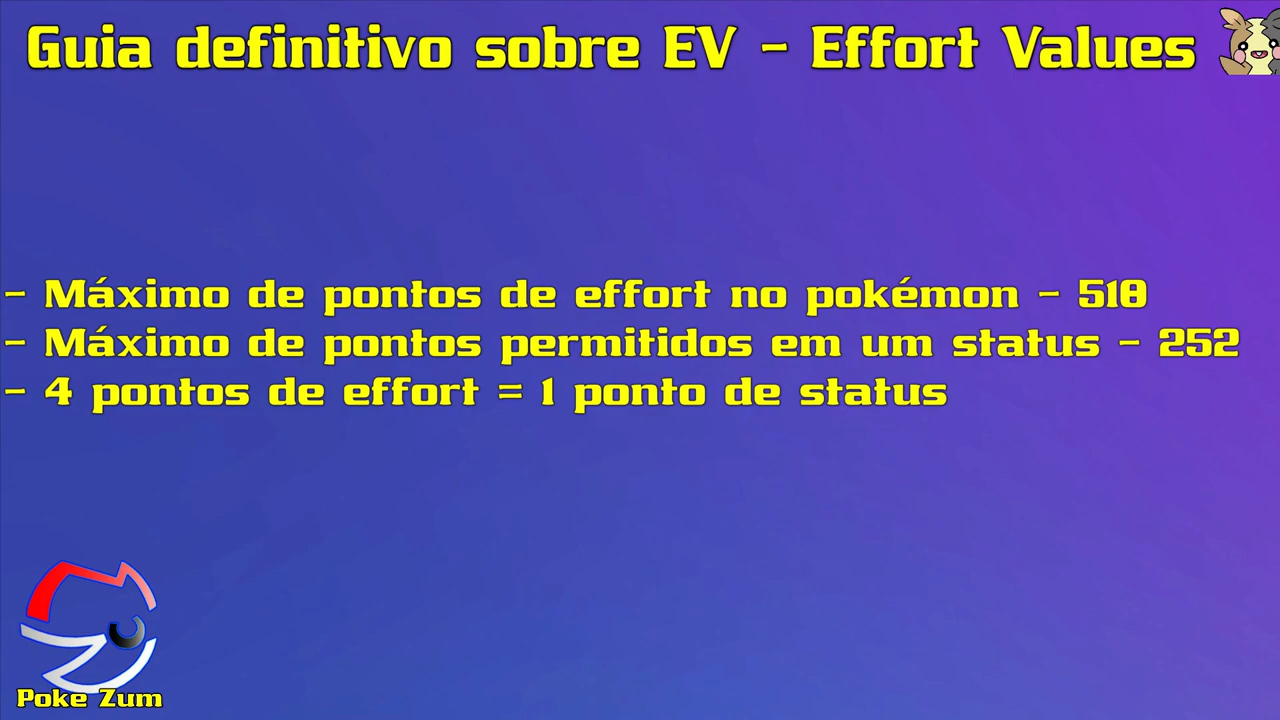 Guia definitivo sobre EV - Effort Values
- Máximo de pontos de effort no pokémon - 510
- Máximo de pontos permitidos em um status - 252
- 4 pontos de effort = 1 ponto de status
Poke Zum